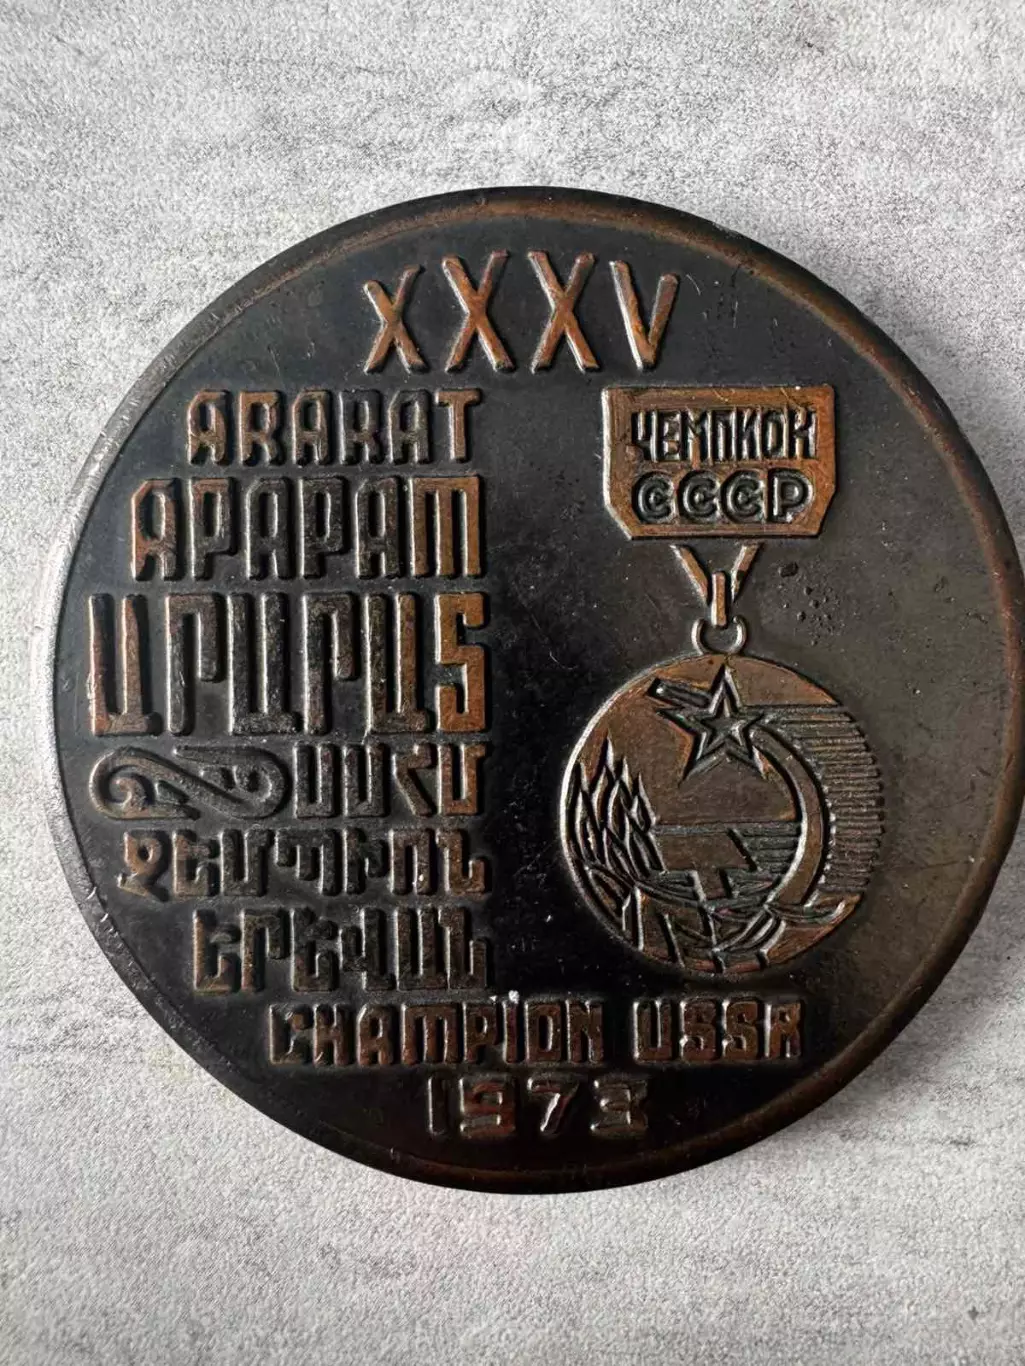 XXXV
ARARAT
АРАРАТ
ԱՐԱՐԱՏ
ՍՍՀՄ
ՉԵՄՊԻՈՆ
ԵՐԵՎԱՆ
ЧЕМПИОН
СССР
CHAMPION USSR
1973